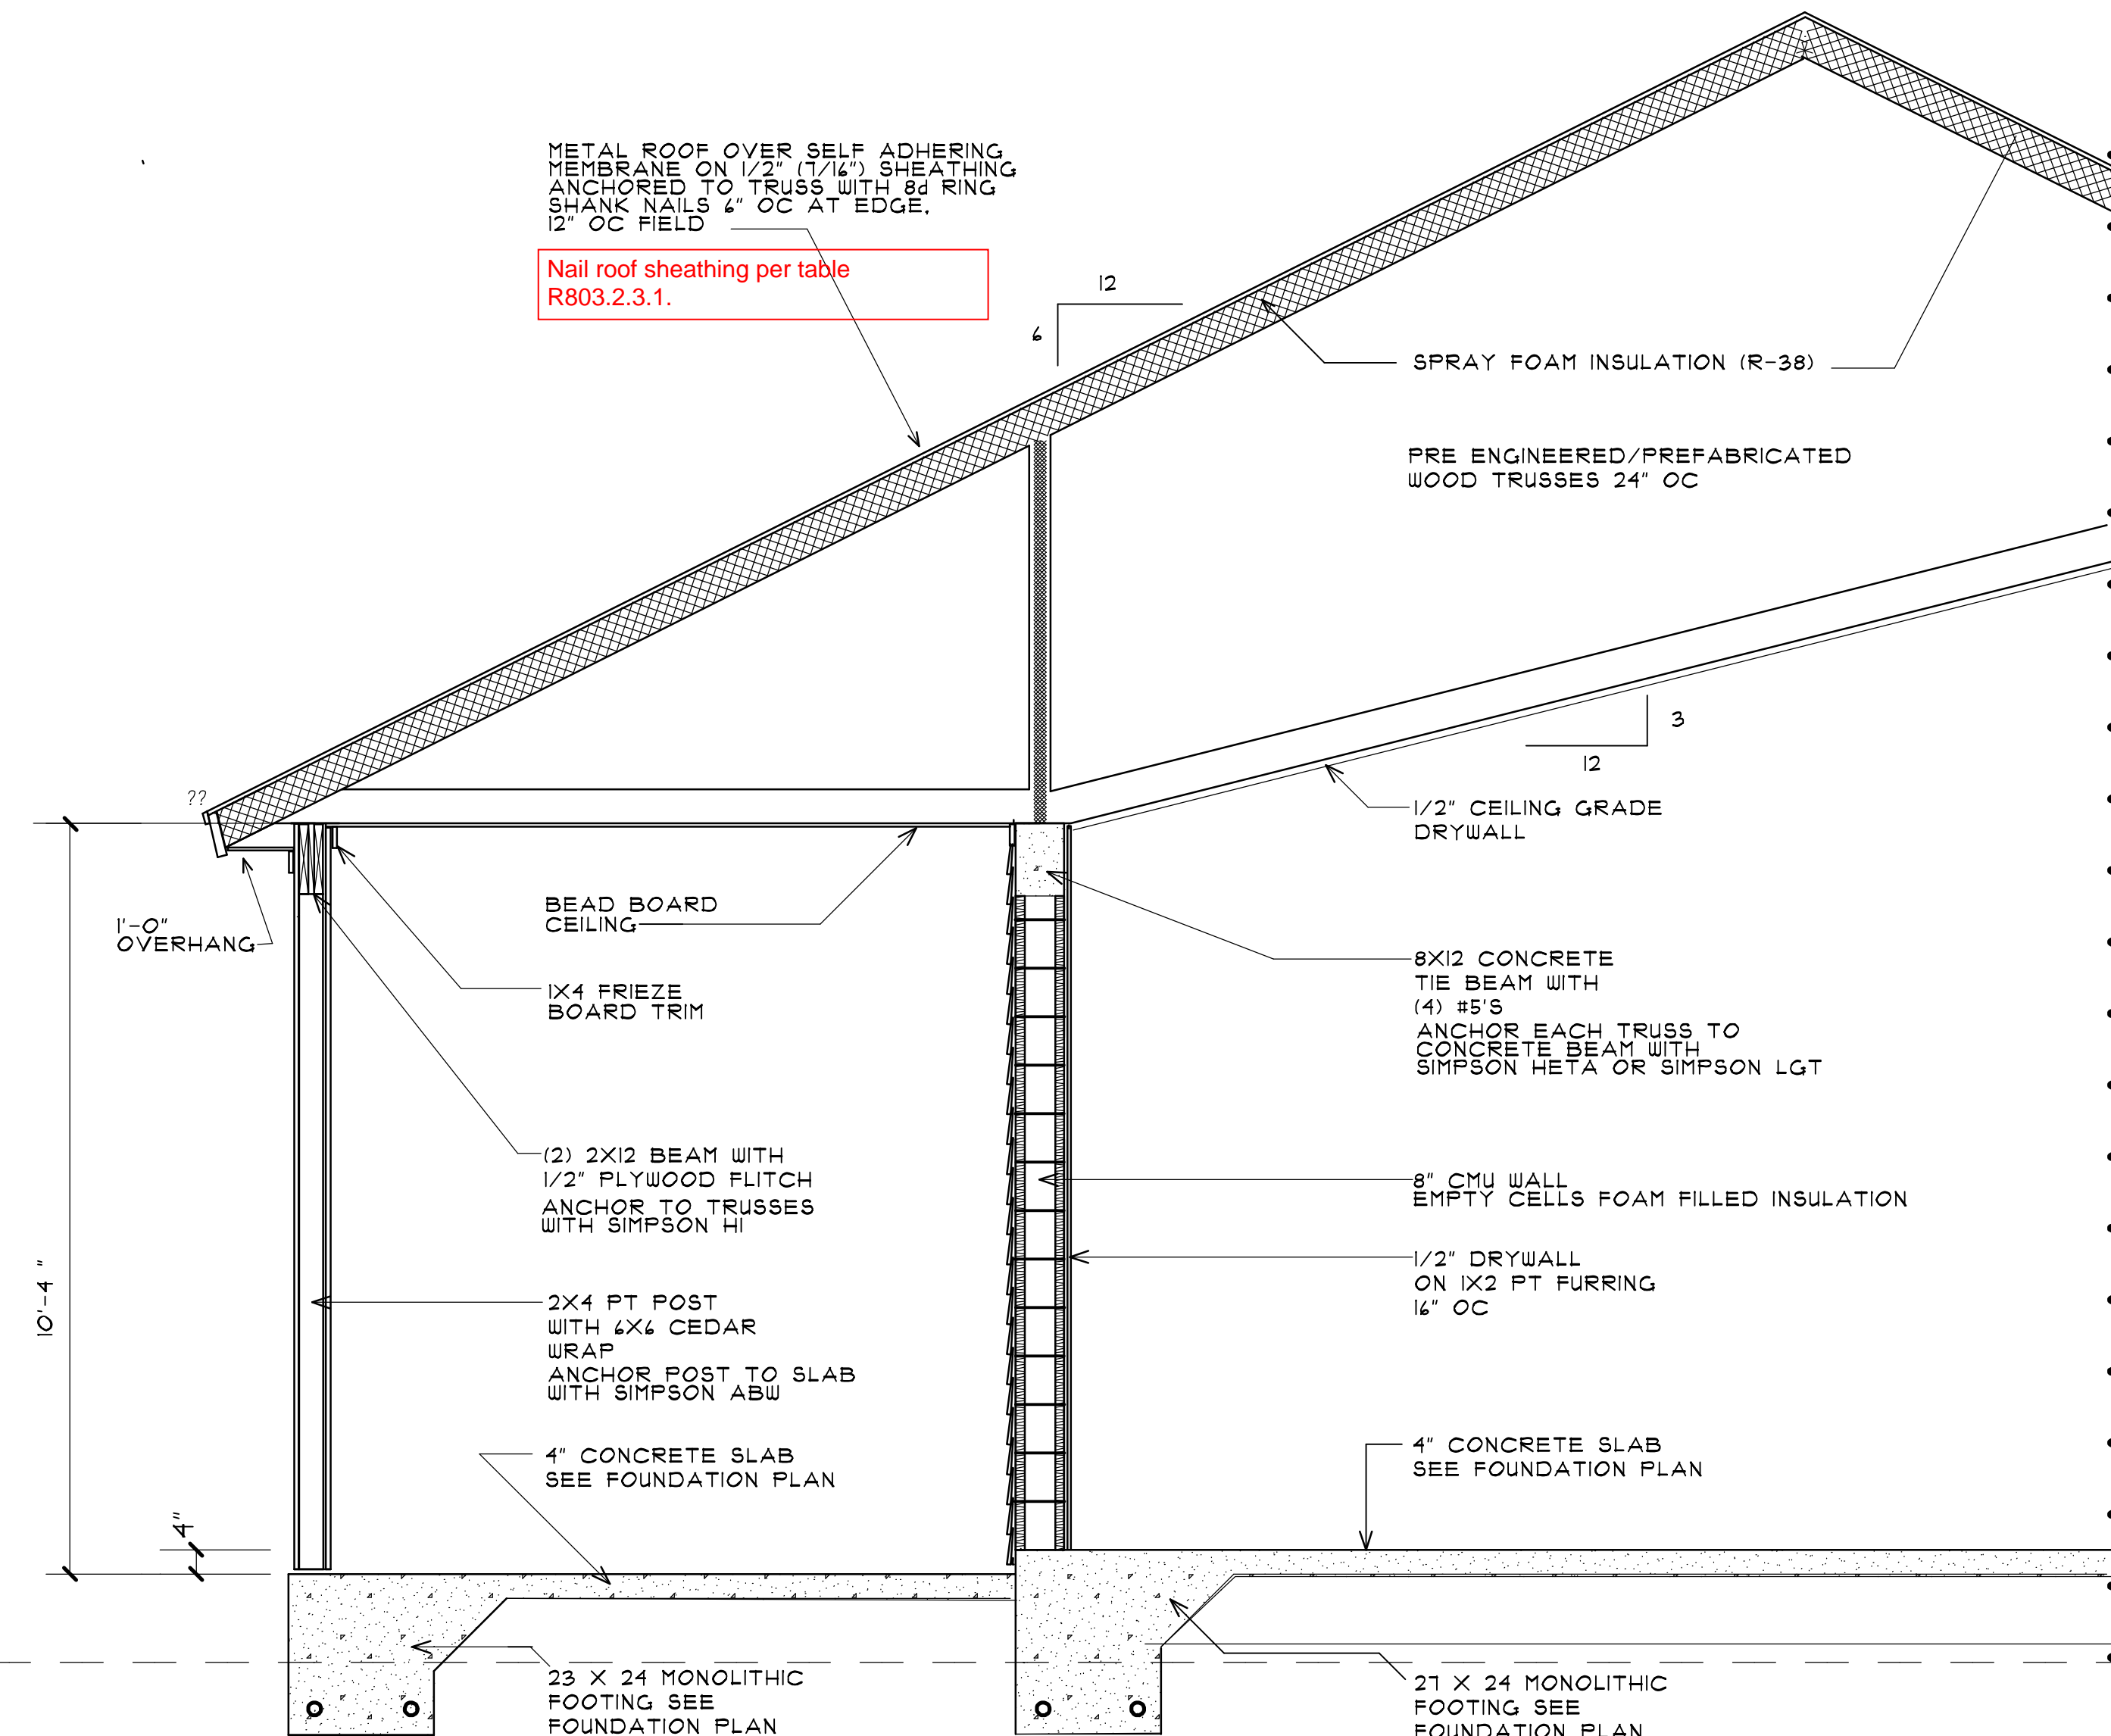 METAL ROOF OVER SELF ADHERING
MEMBRANE ON 1/2" (7/16") SHEATHING
ANCHORED TO TRUSS WITH 8d RING
SHANK NAILS 6" OC AT EDGE,
12" OC FIELD
Nail roof sheathing per table
R803.2.3.1.
12
6
SPRAY FOAM INSULATION (R-38)
PRE ENGINEERED/PREFABRICATED
WOOD TRUSSES 24" OC
3
12
??
1/2" CEILING GRADE
DRYWALL
1'-0"
OVERHANG
BEAD BOARD
CEILING
1X4 FRIEZE
BOARD TRIM
8X12 CONCRETE
TIE BEAM WITH
(4) #5'S
ANCHOR EACH TRUSS TO
CONCRETE BEAM WITH
SIMPSON HETA OR SIMPSON LGT
(2) 2X12 BEAM WITH
1/2" PLYWOOD FLITCH
ANCHOR TO TRUSSES
WITH SIMPSON H1
8" CMU WALL
EMPTY CELLS FOAM FILLED INSULATION
1/2" DRYWALL
ON 1X2 PT FURRING
16" OC
10'-4 "
2X4 PT POST
WITH 6X6 CEDAR
WRAP
ANCHOR POST TO SLAB
WITH SIMPSON ABW
4" CONCRETE SLAB
SEE FOUNDATION PLAN
4" CONCRETE SLAB
SEE FOUNDATION PLAN
4"
23 X 24 MONOLITHIC
FOOTING SEE
FOUNDATION PLAN
27 X 24 MONOLITHIC
FOOTING SEE
FOUNDATION PLAN